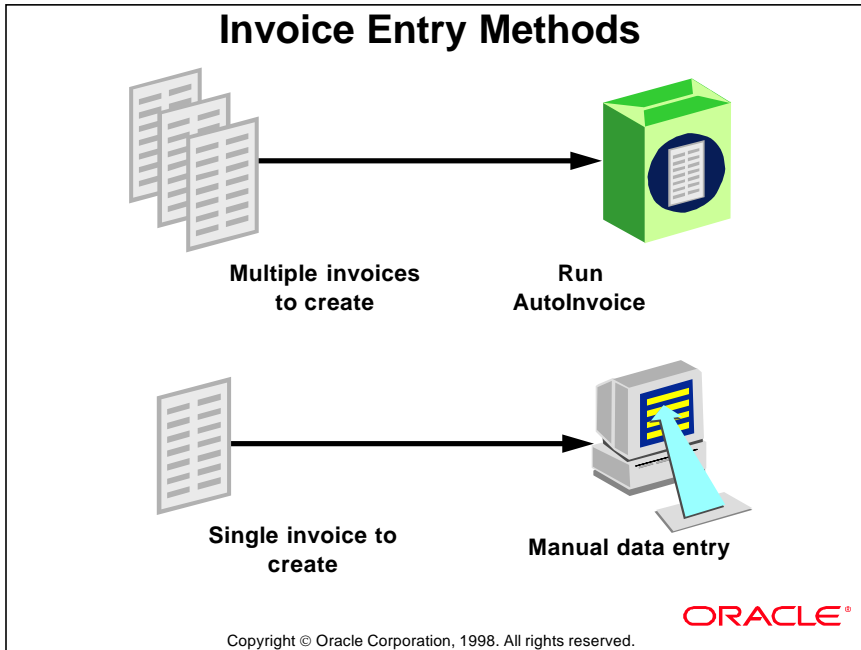 Invoice Entry Methods
Multiple invoices
to create
Run
AutoInvoice
Single invoice to
create
Manual data entry
ORACLE®
Copyright © Oracle Corporation, 1998. All rights reserved.